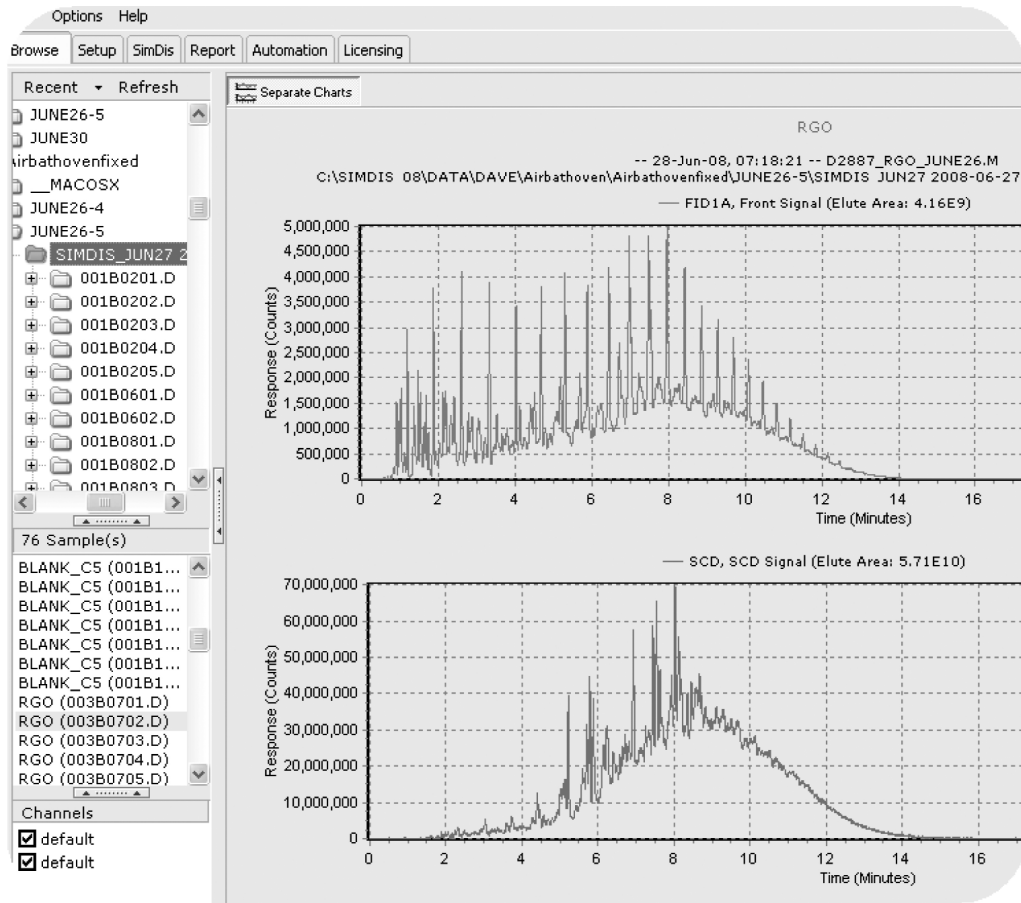 Options Help
Browse Setup SimDis Report Automation Licensing
Recent Refresh
JUNE26-5
JUNE30
Airbathovenfixed
__MACOSX
JUNE26-4
JUNE26-5
SIMDIS_JUN27 2
001B0201.D
001B0202.D
001B0203.D
001B0204.D
001B0205.D
001B0601.D
001B0602.D
001B0801.D
001B0802.D
001B0803.D
76 Sample(s)
BLANK_C5 (001B1...
BLANK_C5 (001B1...
BLANK_C5 (001B1...
BLANK_C5 (001B1...
BLANK_C5 (001B1...
BLANK_C5 (001B1...
BLANK_C5 (001B1...
RGO (003B0701.D)
RGO (003B0702.D)
RGO (003B0703.D)
RGO (003B0704.D)
RGO (003B0705.D)
Channels
default
default
Separate Charts
RGO
-- 28-Jun-08, 07:18:21 -- D2887_RGO_JUNE26.M
C:\SIMDIS 08\DATA\DAVE\Airbathoven\Airbathovenfixed\JUNE26-5\SIMDIS JUN27 2008-06-27
FID1A, Front Signal (Elute Area: 4.16E9)
Response (Counts)
5,000,000
4,500,000
4,000,000
3,500,000
3,000,000
2,500,000
2,000,000
1,500,000
1,000,000
500,000
0
0 2 4 6 8 10 12 14 16
Time (Minutes)
SCD, SCD Signal (Elute Area: 5.71E10)
Response (Counts)
70,000,000
60,000,000
50,000,000
40,000,000
30,000,000
20,000,000
10,000,000
0
0 2 4 6 8 10 12 14 16
Time (Minutes)